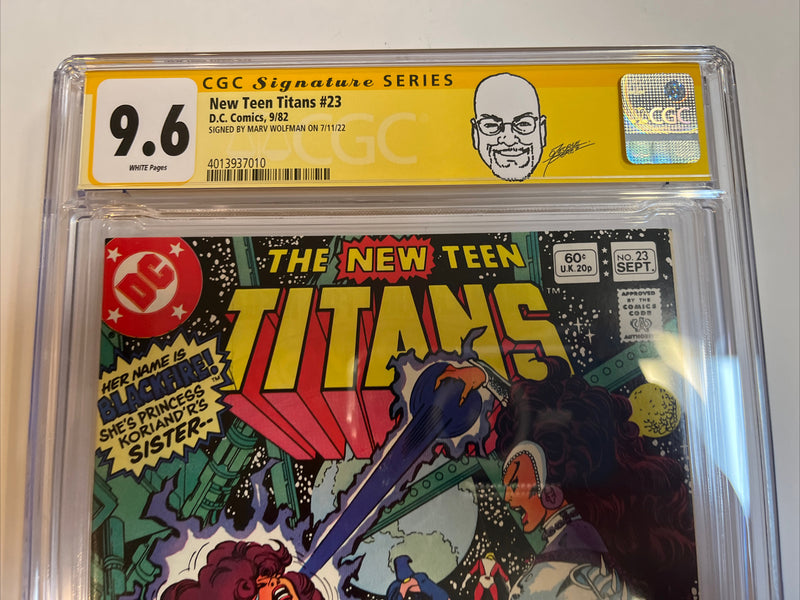 CGC Signature SERIES
9.6
WHITE Pages
New Teen Titans #23
D.C. Comics, 9/82
SIGNED BY MARV WOLFMAN ON 7/11/22
4013937010
CGC
DC
THE NEW TEEN
TITANS™
60¢
U.K. 20p
NO. 23
SEPT.
APPROVED
BY THE
COMICS
CODE
AUTHORITY
HER NAME IS
BLACKFIRE!™
SHE'S PRINCESS
KORIAND'R'S
SISTER--